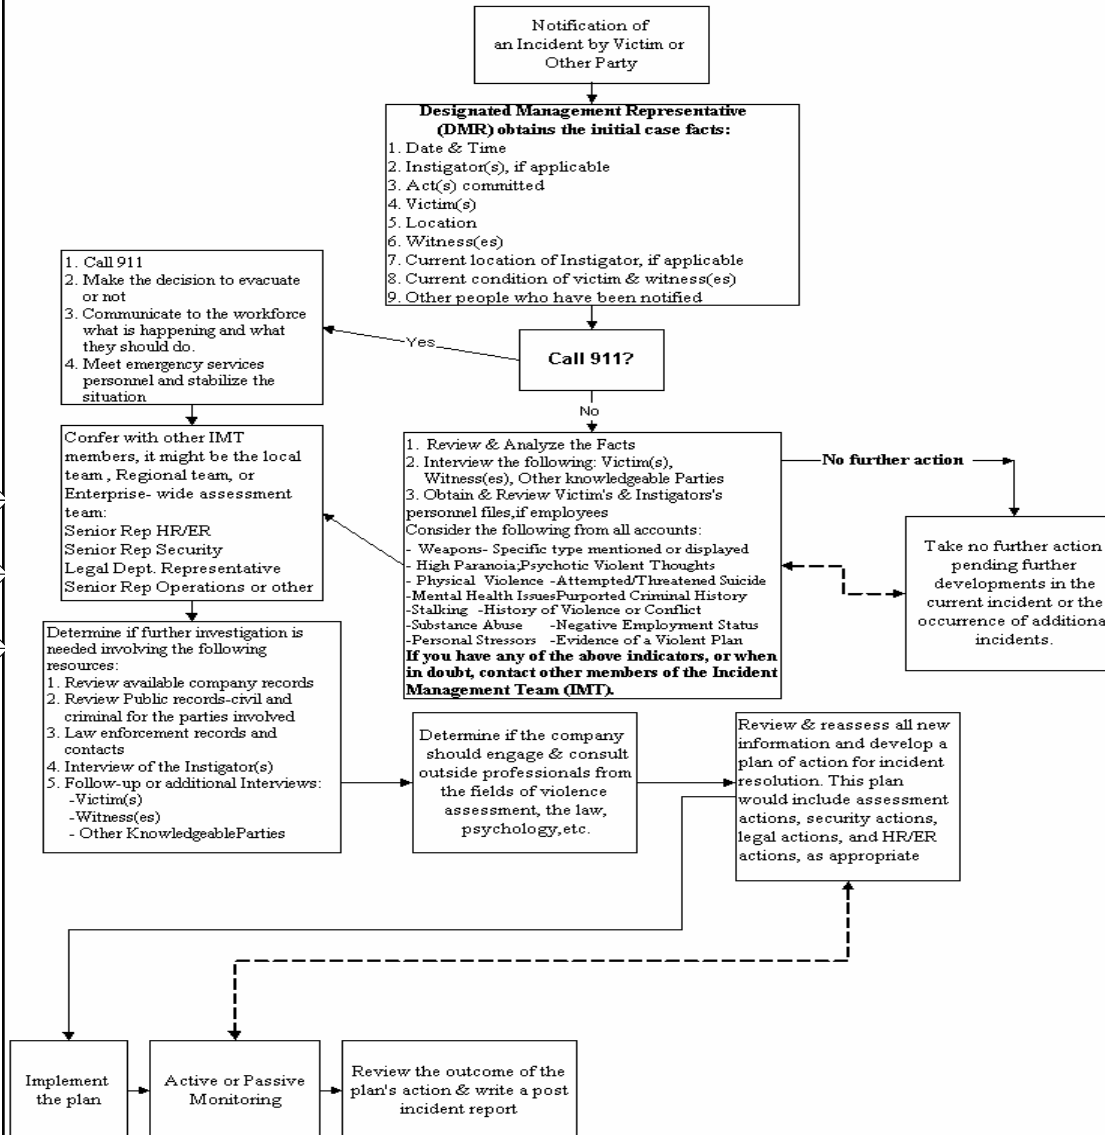 Notification of
an Incident by Victim or
Other Party
Designated Management Representative
(DMR) obtains the initial case facts:
1. Date & Time
2. Instigator(s), if applicable
3. Act(s) committed
4. Victim(s)
5. Location
6. Witness(es)
7. Current location of Instigator, if applicable
8. Current condition of victim & witness(es)
9. Other people who have been notified
Call 911?
Yes
No
1. Call 911
2. Make the decision to evacuate
or not
3. Communicate to the workforce
what is happening and what
they should do.
4. Meet emergency services
personnel and stabilize the
situation
Confer with other IMT
members, it might be the local
team , Regional team, or
Enterprise- wide assessment
team:
Senior Rep HR/ER
Senior Rep Security
Legal Dept. Representative
Senior Rep Operations or other
1. Review & Analyze the Facts
2. Interview the following: Victim(s),
Witness(es), Other knowledgeable Parties
3. Obtain & Review Victim's & Instigators's
personnel files,if employees
Consider the following from all accounts:
- Weapons- Specific type mentioned or displayed
- High Paranoia;Psychotic Violent Thoughts
- Physical Violence -Attempted/Threatened Suicide
-Mental Health IssuesPurported Criminal History
-Stalking -History of Violence or Conflict
-Substance Abuse -Negative Employment Status
-Personal Stressors -Evidence of a Violent Plan
If you have any of the above indicators, or when
in doubt, contact other members of the Incident
Management Team (IMT).
No further action
Take no further action
pending further
developments in the
current incident or the
occurrence of additiona
incidents.
Determine if further investigation is
needed involving the following
resources:
1. Review available company records
2. Review Public records-civil and
criminal for the parties involved
3. Law enforcement records and
contacts
4. Interview of the Instigator(s)
5. Follow-up or additional Interviews:
-Victim(s)
-Witness(es)
- Other KnowledgeableParties
Determine if the company
should engage & consult
outside professionals from
the fields of violence
assessment, the law,
psychology,etc.
Review & reassess all new
information and develop a
plan of action for incident
resolution. This plan
would include assessment
actions, security actions,
legal actions, and HR/ER
actions, as appropriate
Implement
the plan
Active or Passive
Monitoring
Review the outcome of the
plan's action & write a post
incident report